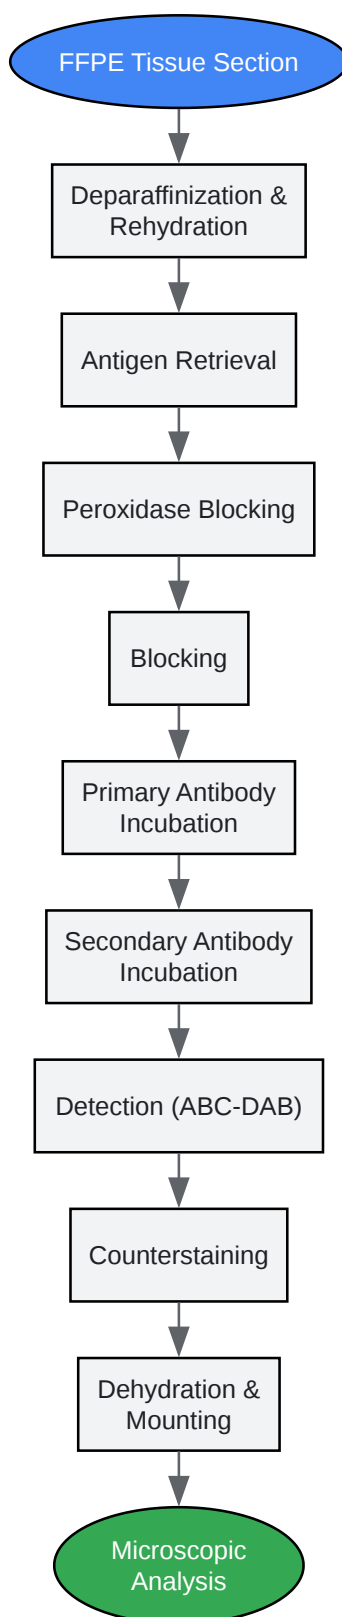 FFPE Tissue Section
Deparaffinization &
Rehydration
Antigen Retrieval
Peroxidase Blocking
Blocking
Primary Antibody
Incubation
Secondary Antibody
Incubation
Detection (ABC-DAB)
Counterstaining
Dehydration &
Mounting
Microscopic
Analysis